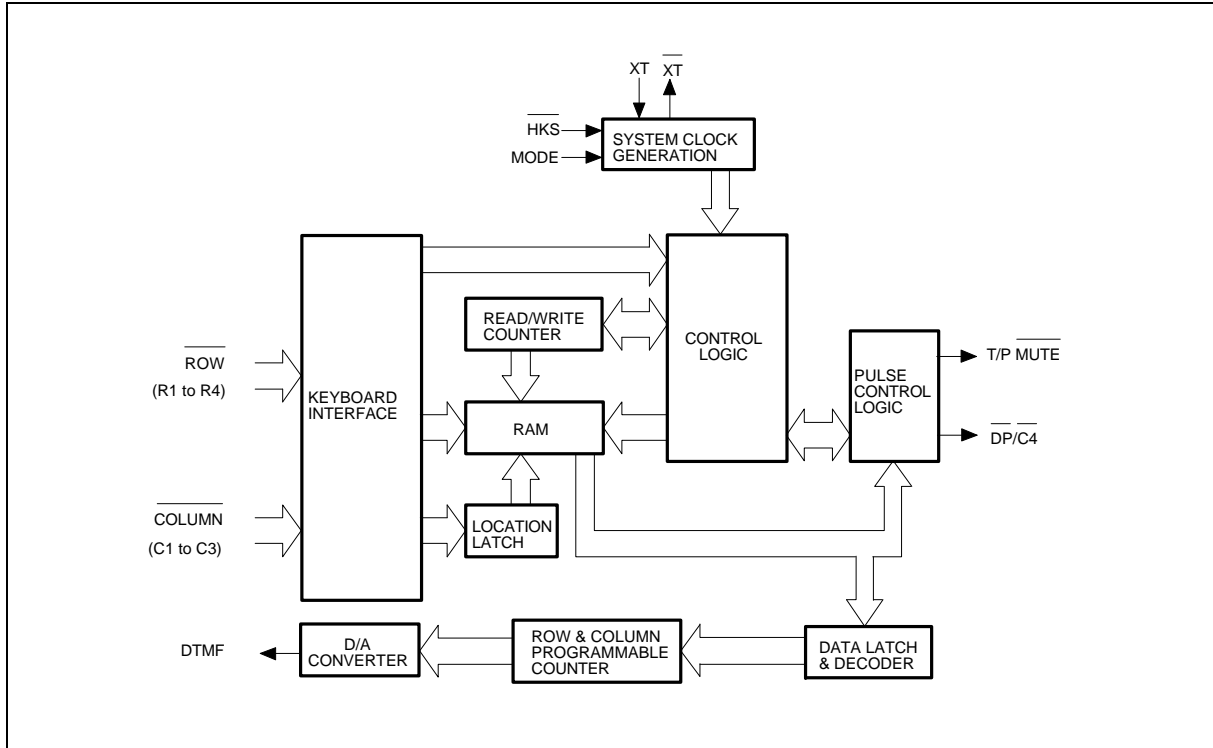 XT
XT
HKS
MODE
SYSTEM CLOCK
GENERATION
ROW
(R1 to R4)
COLUMN
(C1 to C3)
KEYBOARD
INTERFACE
READ/WRITE
COUNTER
RAM
LOCATION
LATCH
CONTROL
LOGIC
PULSE
CONTROL
LOGIC
T/P MUTE
DP/C4
DTMF
D/A
CONVERTER
ROW & COLUMN
PROGRAMMABLE
COUNTER
DATA LATCH
& DECODER